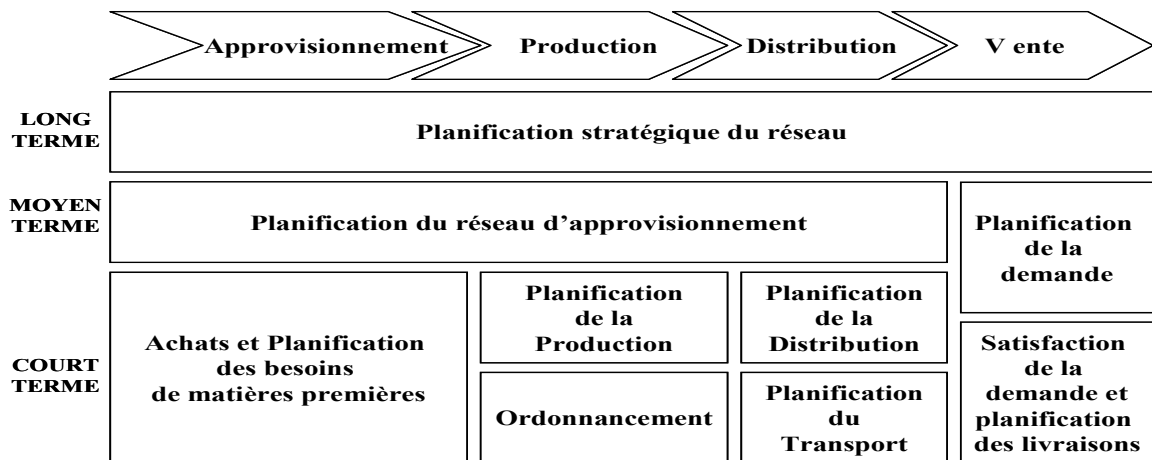 Approvisionnement
Production
Distribution
V ente
LONG
TERME
Planification stratégique du réseau
MOYEN
TERME
Planification du réseau d’approvisionnement
Planification
de la
demande
COURT
TERME
Achats et Planification
des besoins
de matières premières
Planification
de la
Production
Ordonnancement
Planification
de la
Distribution
Planification
du
Transport
Satisfaction
de la
demande et
planification
des livraisons